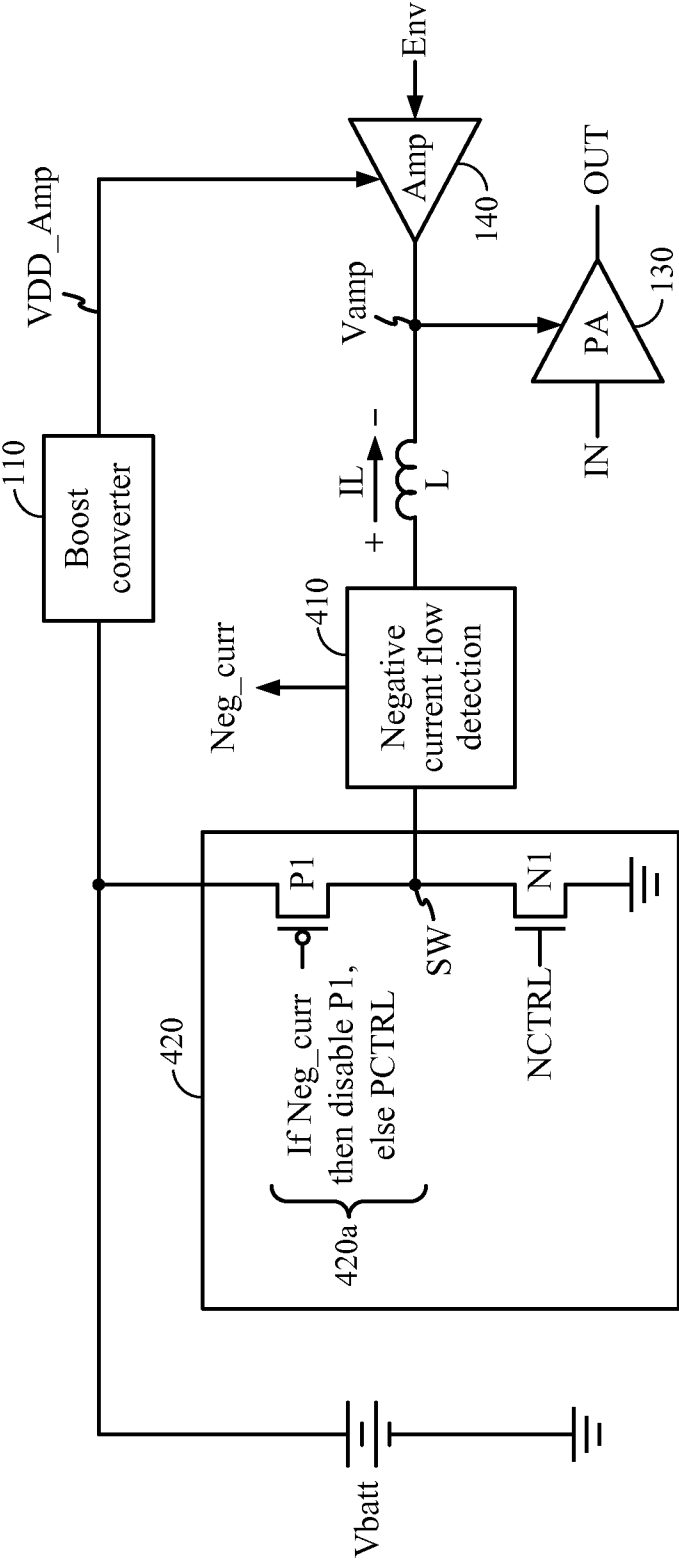 VDD_Amp
110
Boost
converter
Env
Amp
140
Vamp
OUT
PA
130
IN
+
IL
-
L
Neg_curr
410
Negative
current flow
detection
420
P1
SW
N1
If Neg_curr
then disable P1,
else PCTRL
420a
NCTRL
Vbatt